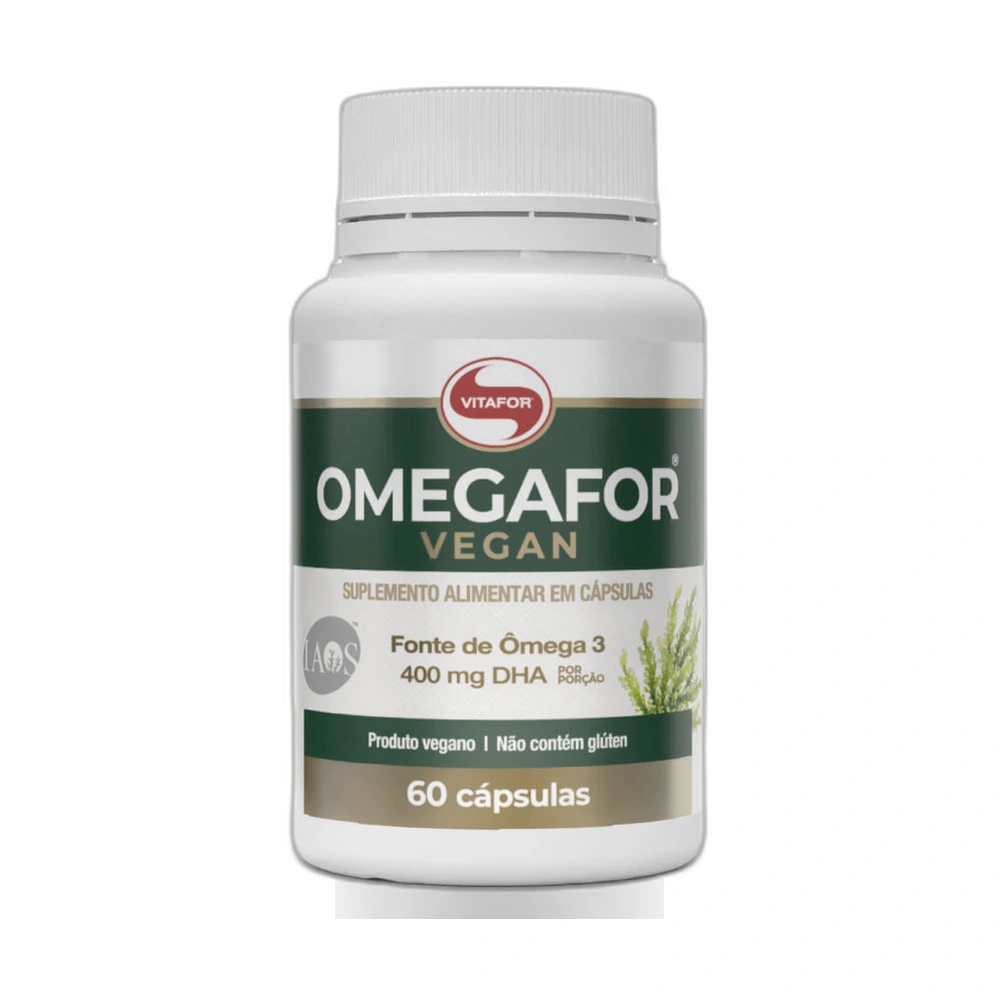 VITAFOR®
OMEGAFOR®
VEGAN
SUPLEMENTO ALIMENTAR EM CÁPSULAS
IAOS™
Fonte de Ômega 3
400 mg DHA POR PORÇÃO
Produto vegano | Não contém glúten
60 cápsulas